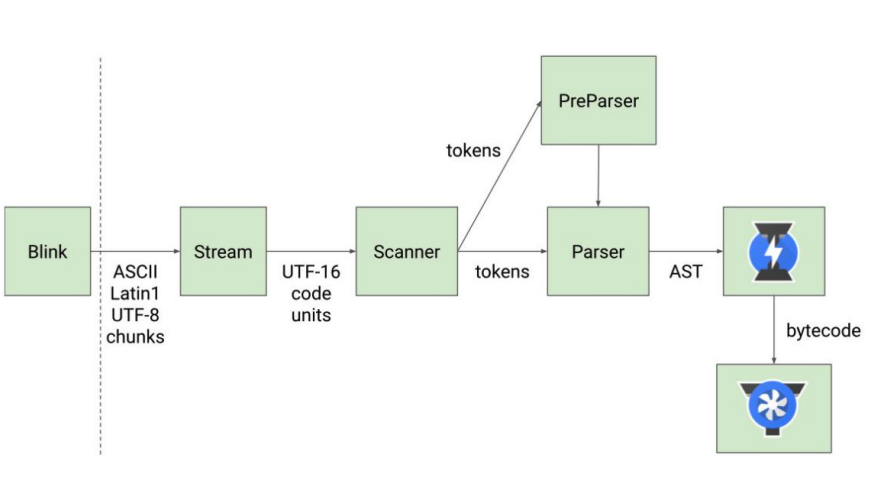 PreParser
tokens
Blink
Stream
Scanner
Parser
ASCII
Latin1
UTF-8
chunks
UTF-16
code
units
tokens
AST
bytecode